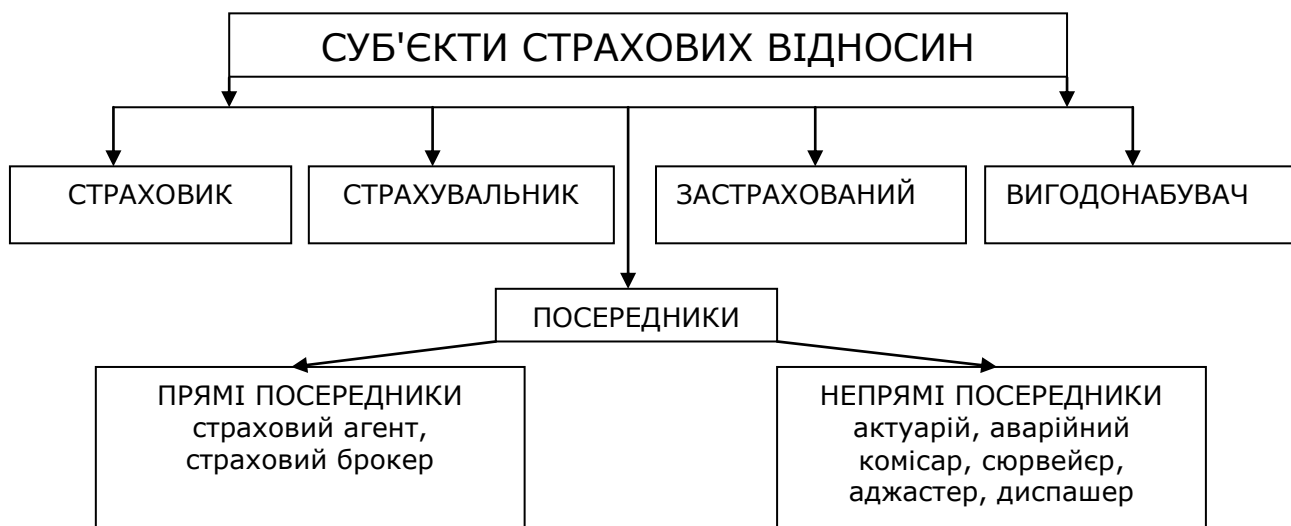 СУБ'ЄКТИ СТРАХОВИХ ВІДНОСИН
СТРАХОВИК
СТРАХУВАЛЬНИК
ЗАСТРАХОВАНИЙ
ВИГОДОНАБУВАЧ
ПОСЕРЕДНИКИ
ПРЯМІ ПОСЕРЕДНИКИ
страховий агент,
страховий брокер
НЕПРЯМІ ПОСЕРЕДНИКИ
актуарій, аварійний
комісар, сюрвейєр,
аджастер, диспашер